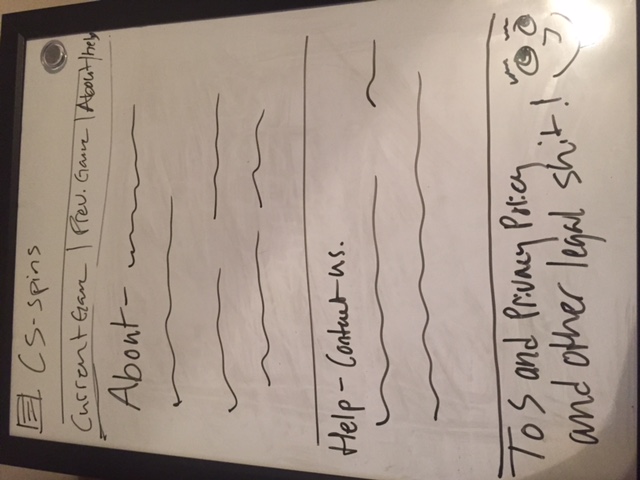 CS-spins
Current Game | Prev. Game | About/help
About-
Help - Contact us.
ToS and Privacy Policy
and other legal shit!